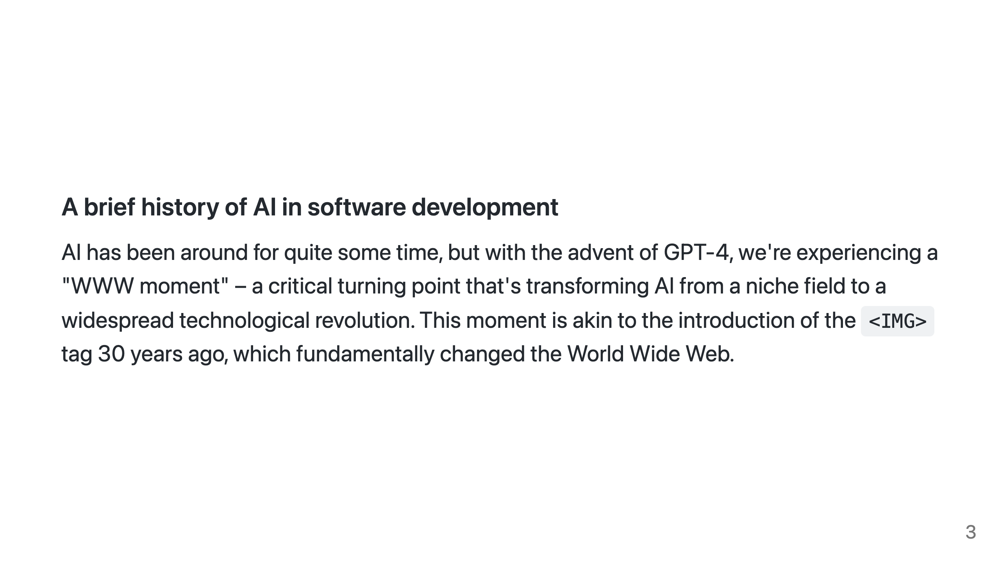 A brief history of AI in software development
AI has been around for quite some time, but with the advent of GPT-4, we're experiencing a
"WWW moment" – a critical turning point that's transforming AI from a niche field to a
widespread technological revolution. This moment is akin to the introduction of the <IMG>
tag 30 years ago, which fundamentally changed the World Wide Web.
3